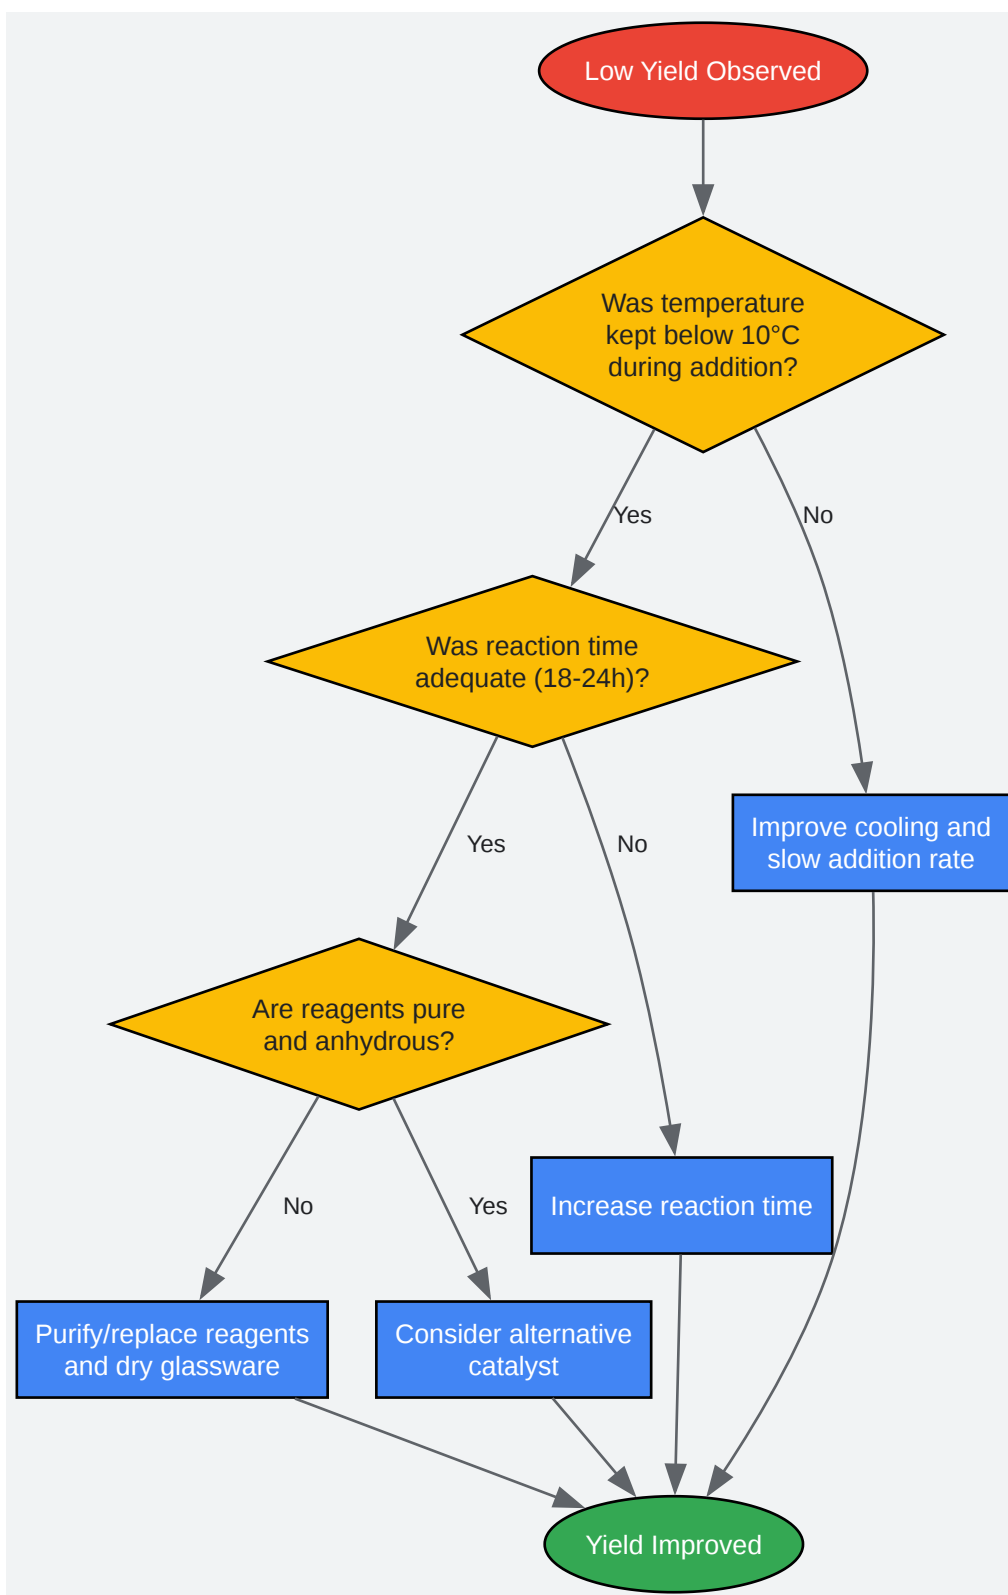 Low Yield Observed
Was temperature
kept below 10°C
during addition?
Yes
No
Was reaction time
adequate (18-24h)?
Improve cooling and
slow addition rate
Yes
No
Are reagents pure
and anhydrous?
No
Yes
Increase reaction time
Purify/replace reagents
and dry glassware
Consider alternative
catalyst
Yield Improved